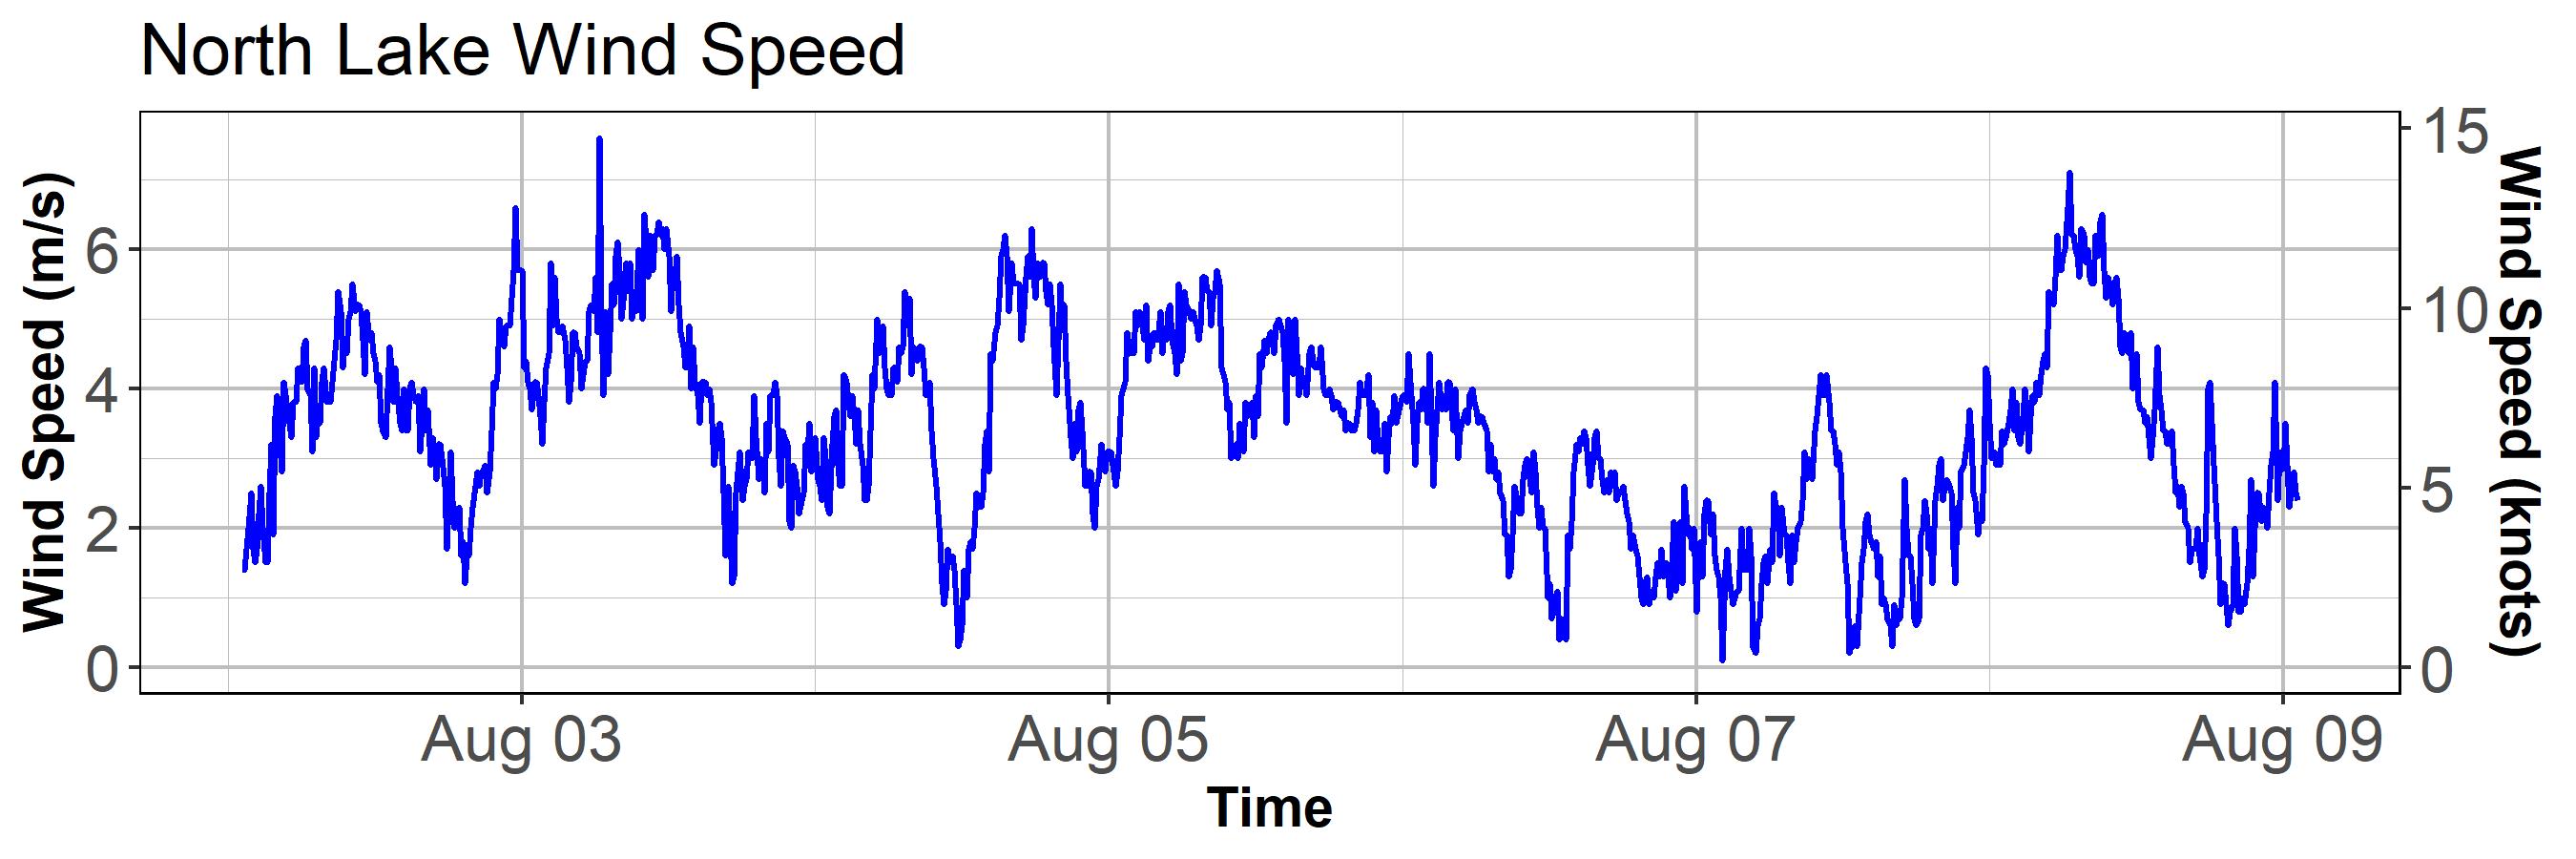 North Lake Wind Speed
Wind Speed (m/s)
6
4
2
0
15
10
5
0
Wind Speed (knots)
Aug 03
Aug 05
Aug 07
Aug 09
Time